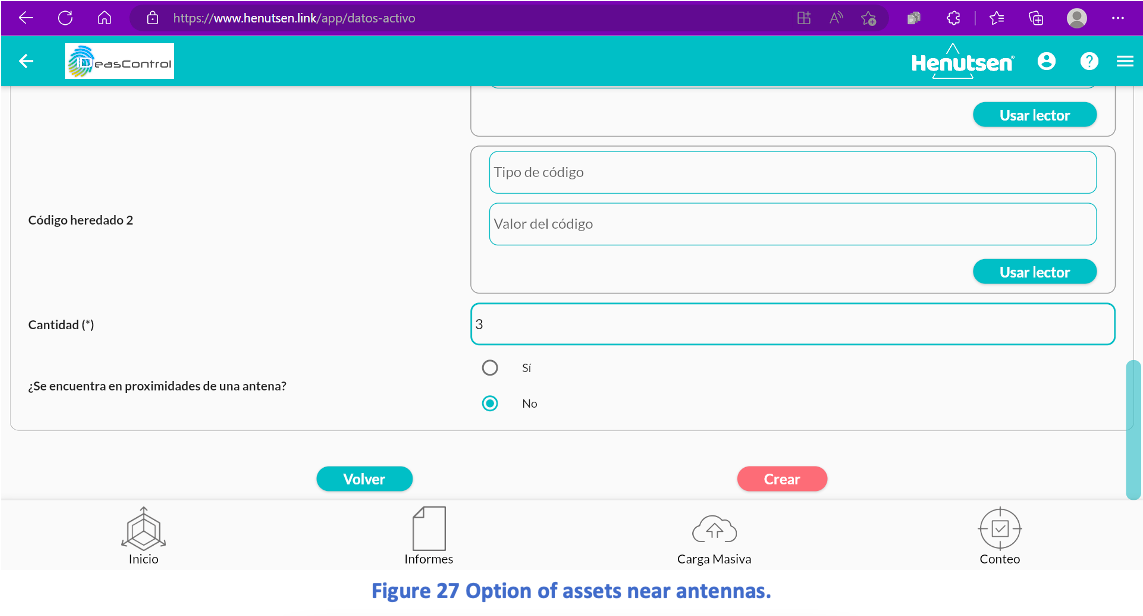 https://www.henutsen.link/app/datos-activo
IDeasControl
Henutsen
Usar lector
Tipo de código
Código heredado 2
Valor del código
Usar lector
Cantidad (*)
3
Sí
¿Se encuentra en proximidades de una antena?
No
Volver
Crear
Inicio
Informes
Carga Masiva
Conteo
Figure 27 Option of assets near antennas.